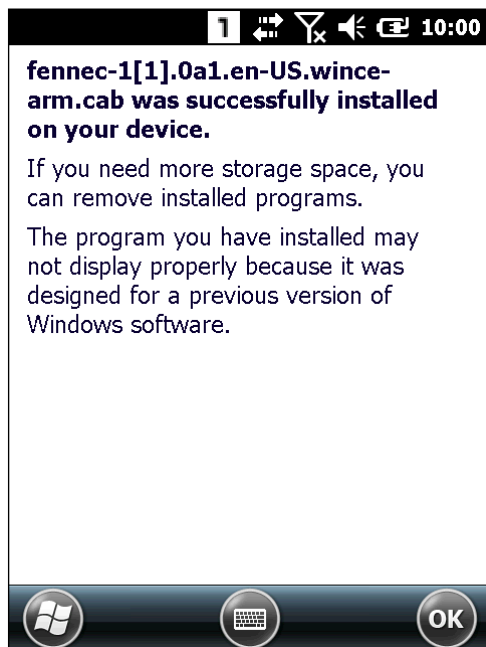 1 10:00
fennec-1[1].0a1.en-US.wince-
arm.cab was successfully installed
on your device.
If you need more storage space, you
can remove installed programs.
The program you have installed may
not display properly because it was
designed for a previous version of
Windows software.
OK